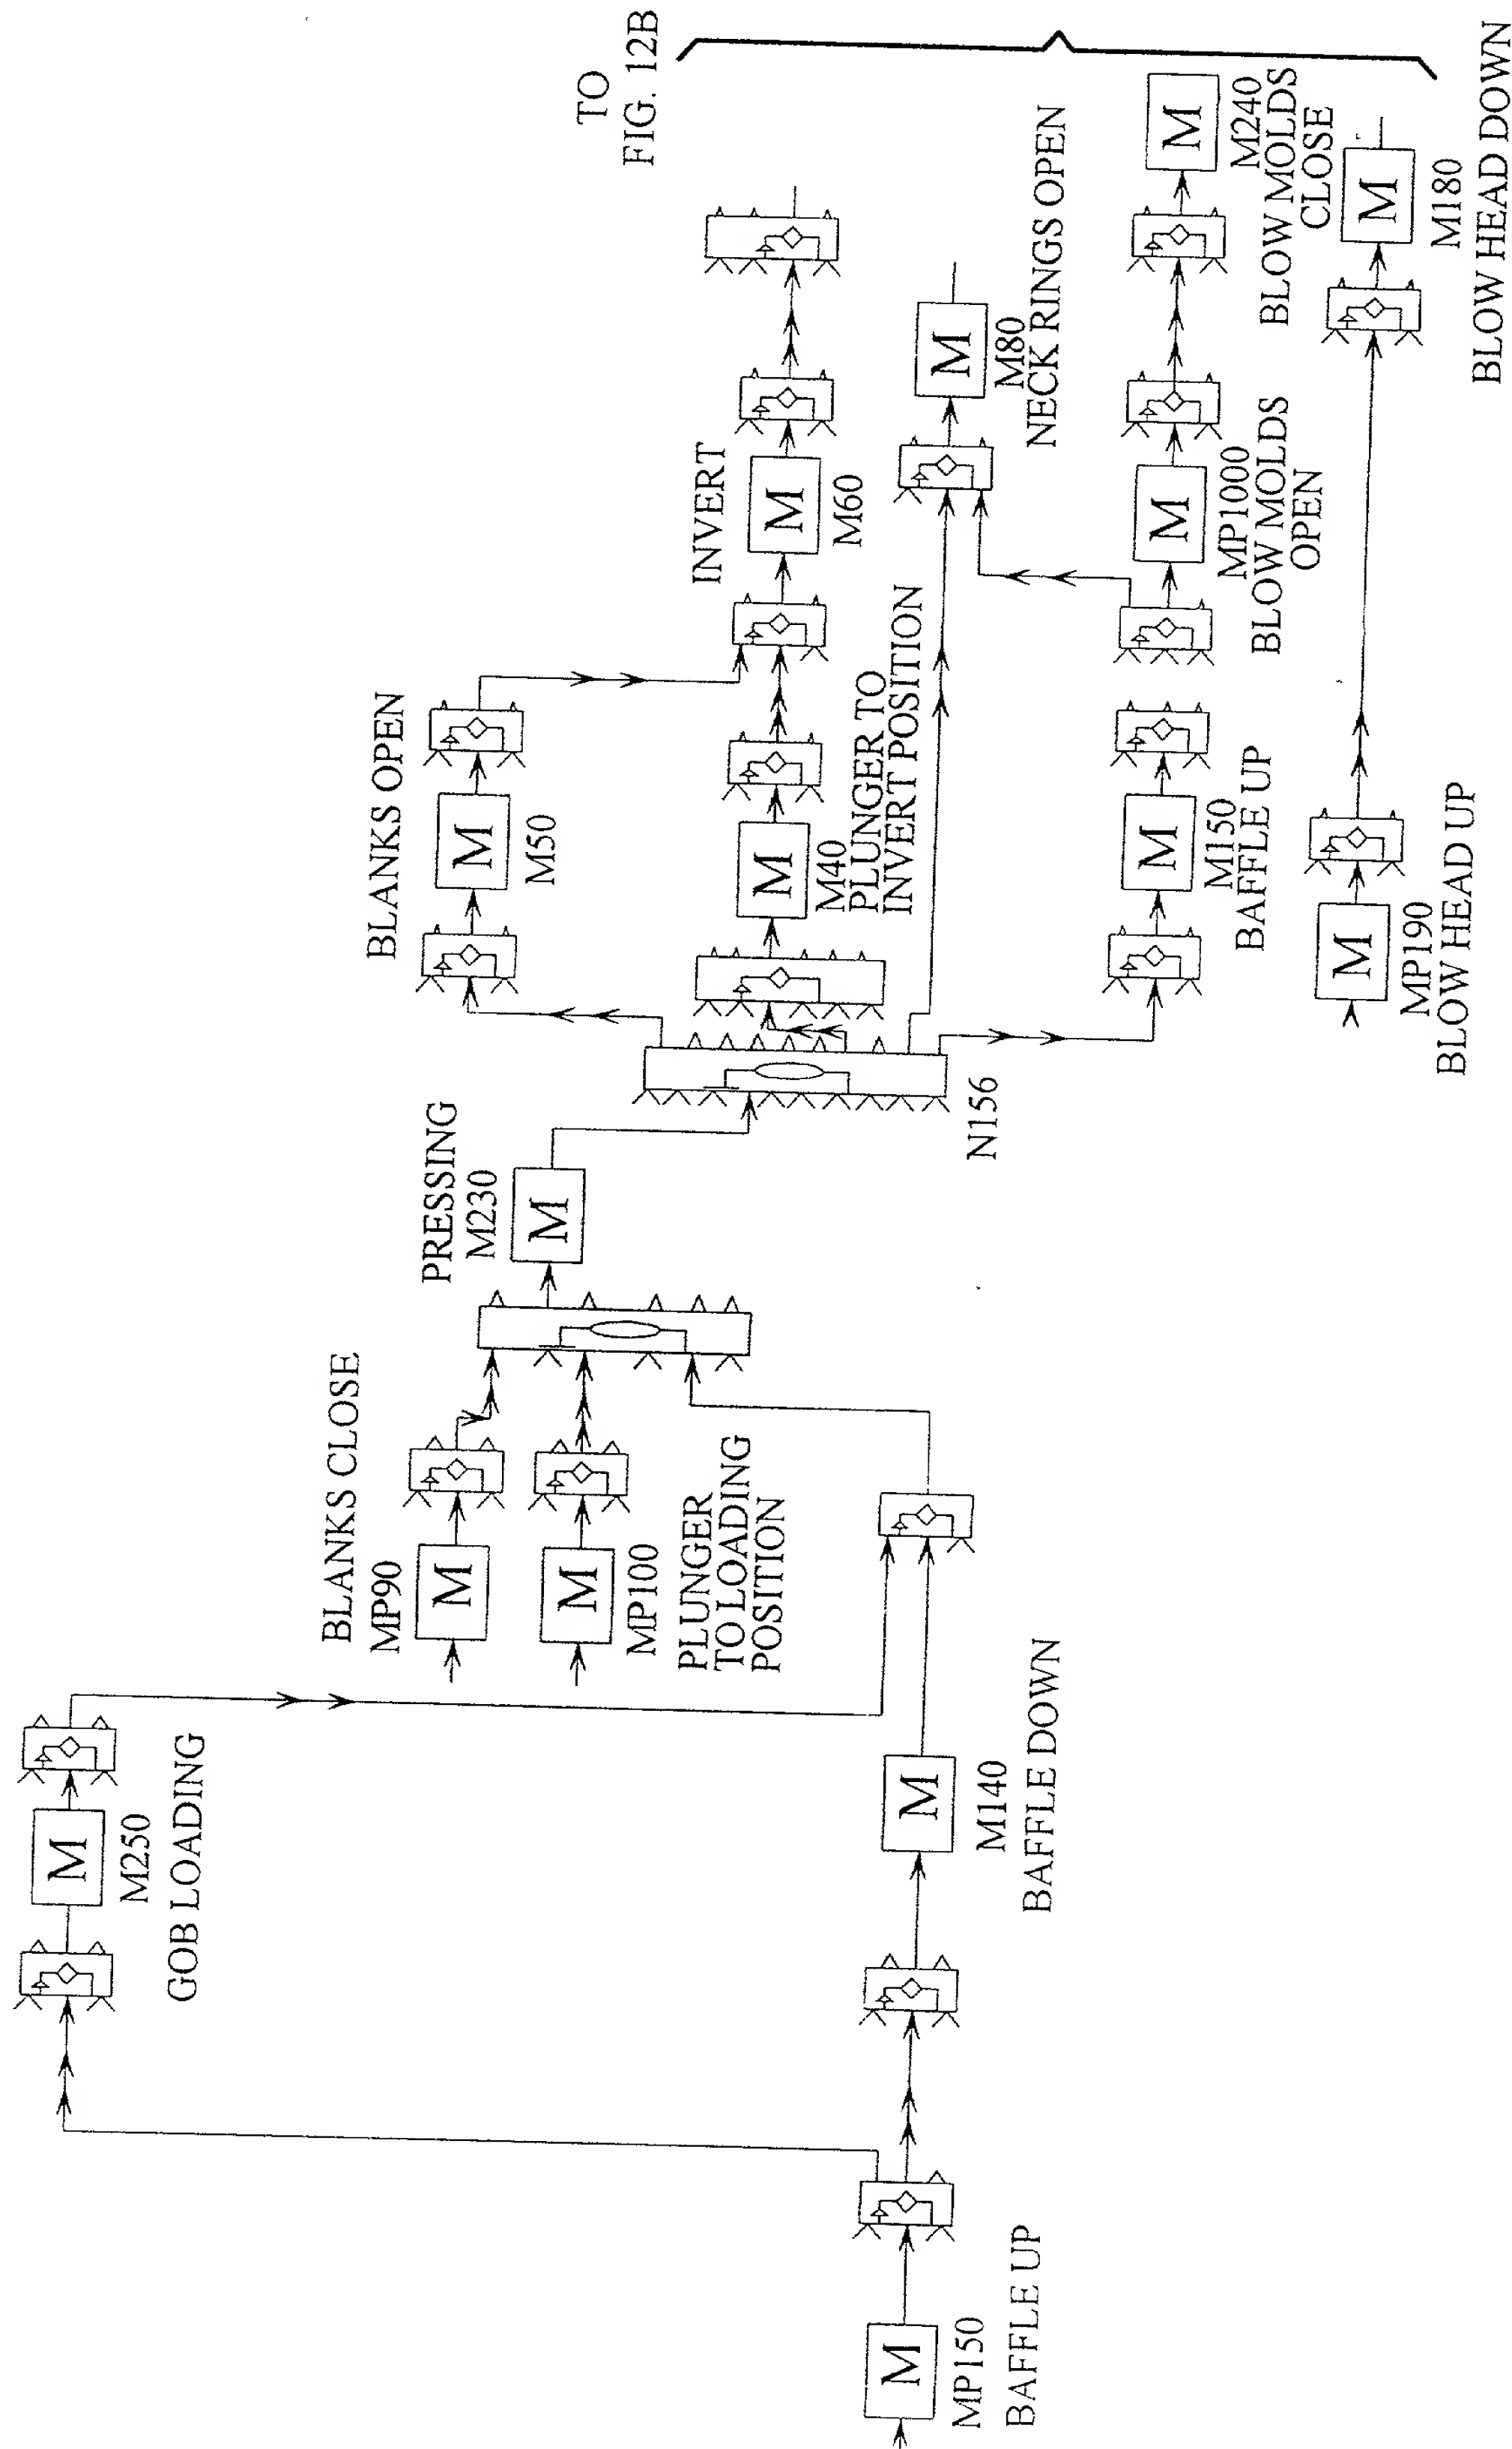 M
M250
GOB LOADING
BLANKS CLOSE
MP90
M
M
MP100
PLUNGER
TO LOADING
POSITION
PRESSING
M230
M
BLANKS OPEN
M
M50
TO
FIG. 12B
INVERT
M
M60
M
M40
PLUNGER TO
INVERT POSITION
M
MP150
BAFFLE UP
M
M140
BAFFLE DOWN
N156
M
M80
NECK RINGS OPEN
M
M150
BAFFLE UP
M
MP1000
BLOW MOLDS
OPEN
M
M240
BLOW MOLDS
CLOSE
M
MP190
BLOW HEAD UP
M
M180
BLOW HEAD DOWN